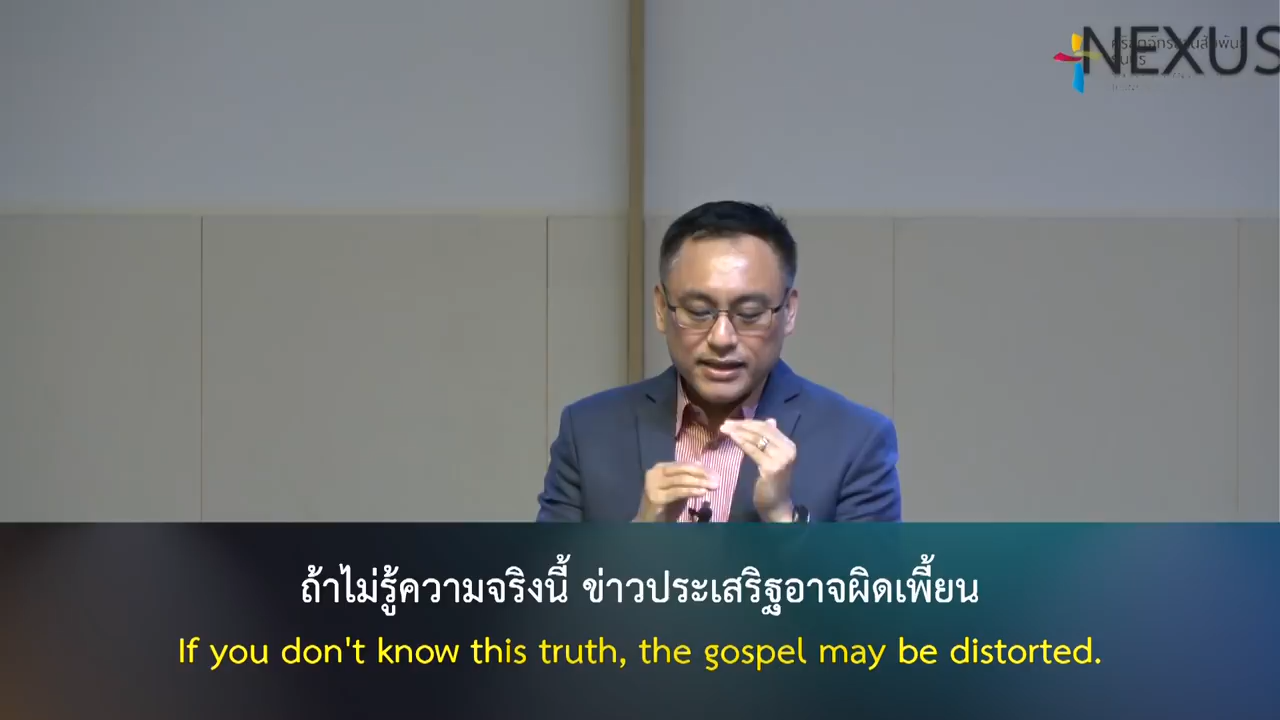 NEXUS
ถ้าไม่รู้ความจริงนี้ ข่าวประเสริฐอาจผิดเพี้ยน
If you don't know this truth, the gospel may be distorted.